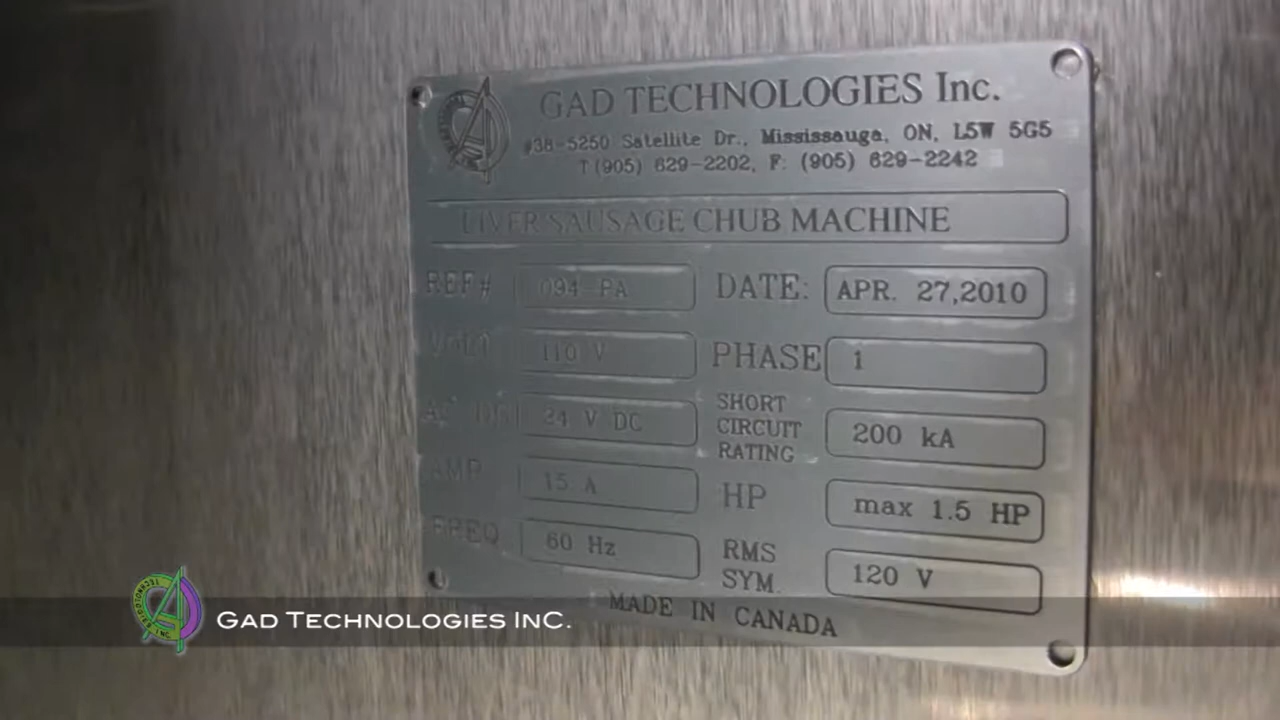 GAD TECHNOLOGIES Inc.
#38-5250 Satellite Dr., Mississauga, ON, L5W 5G5
T (905) 629-2202, F: (905) 629-2242
LIVER SAUSAGE CHUB MACHINE
REF# 094-PA DATE: APR. 27,2010
VOLT 110 V PHASE 1
24 V DC SHORT CIRCUIT RATING 200 kA
AMP 15 A HP max 1.5 HP
FREQ 60 Hz RMS SYM. 120 V
MADE IN CANADA
GAD TECHNOLOGIES INC.